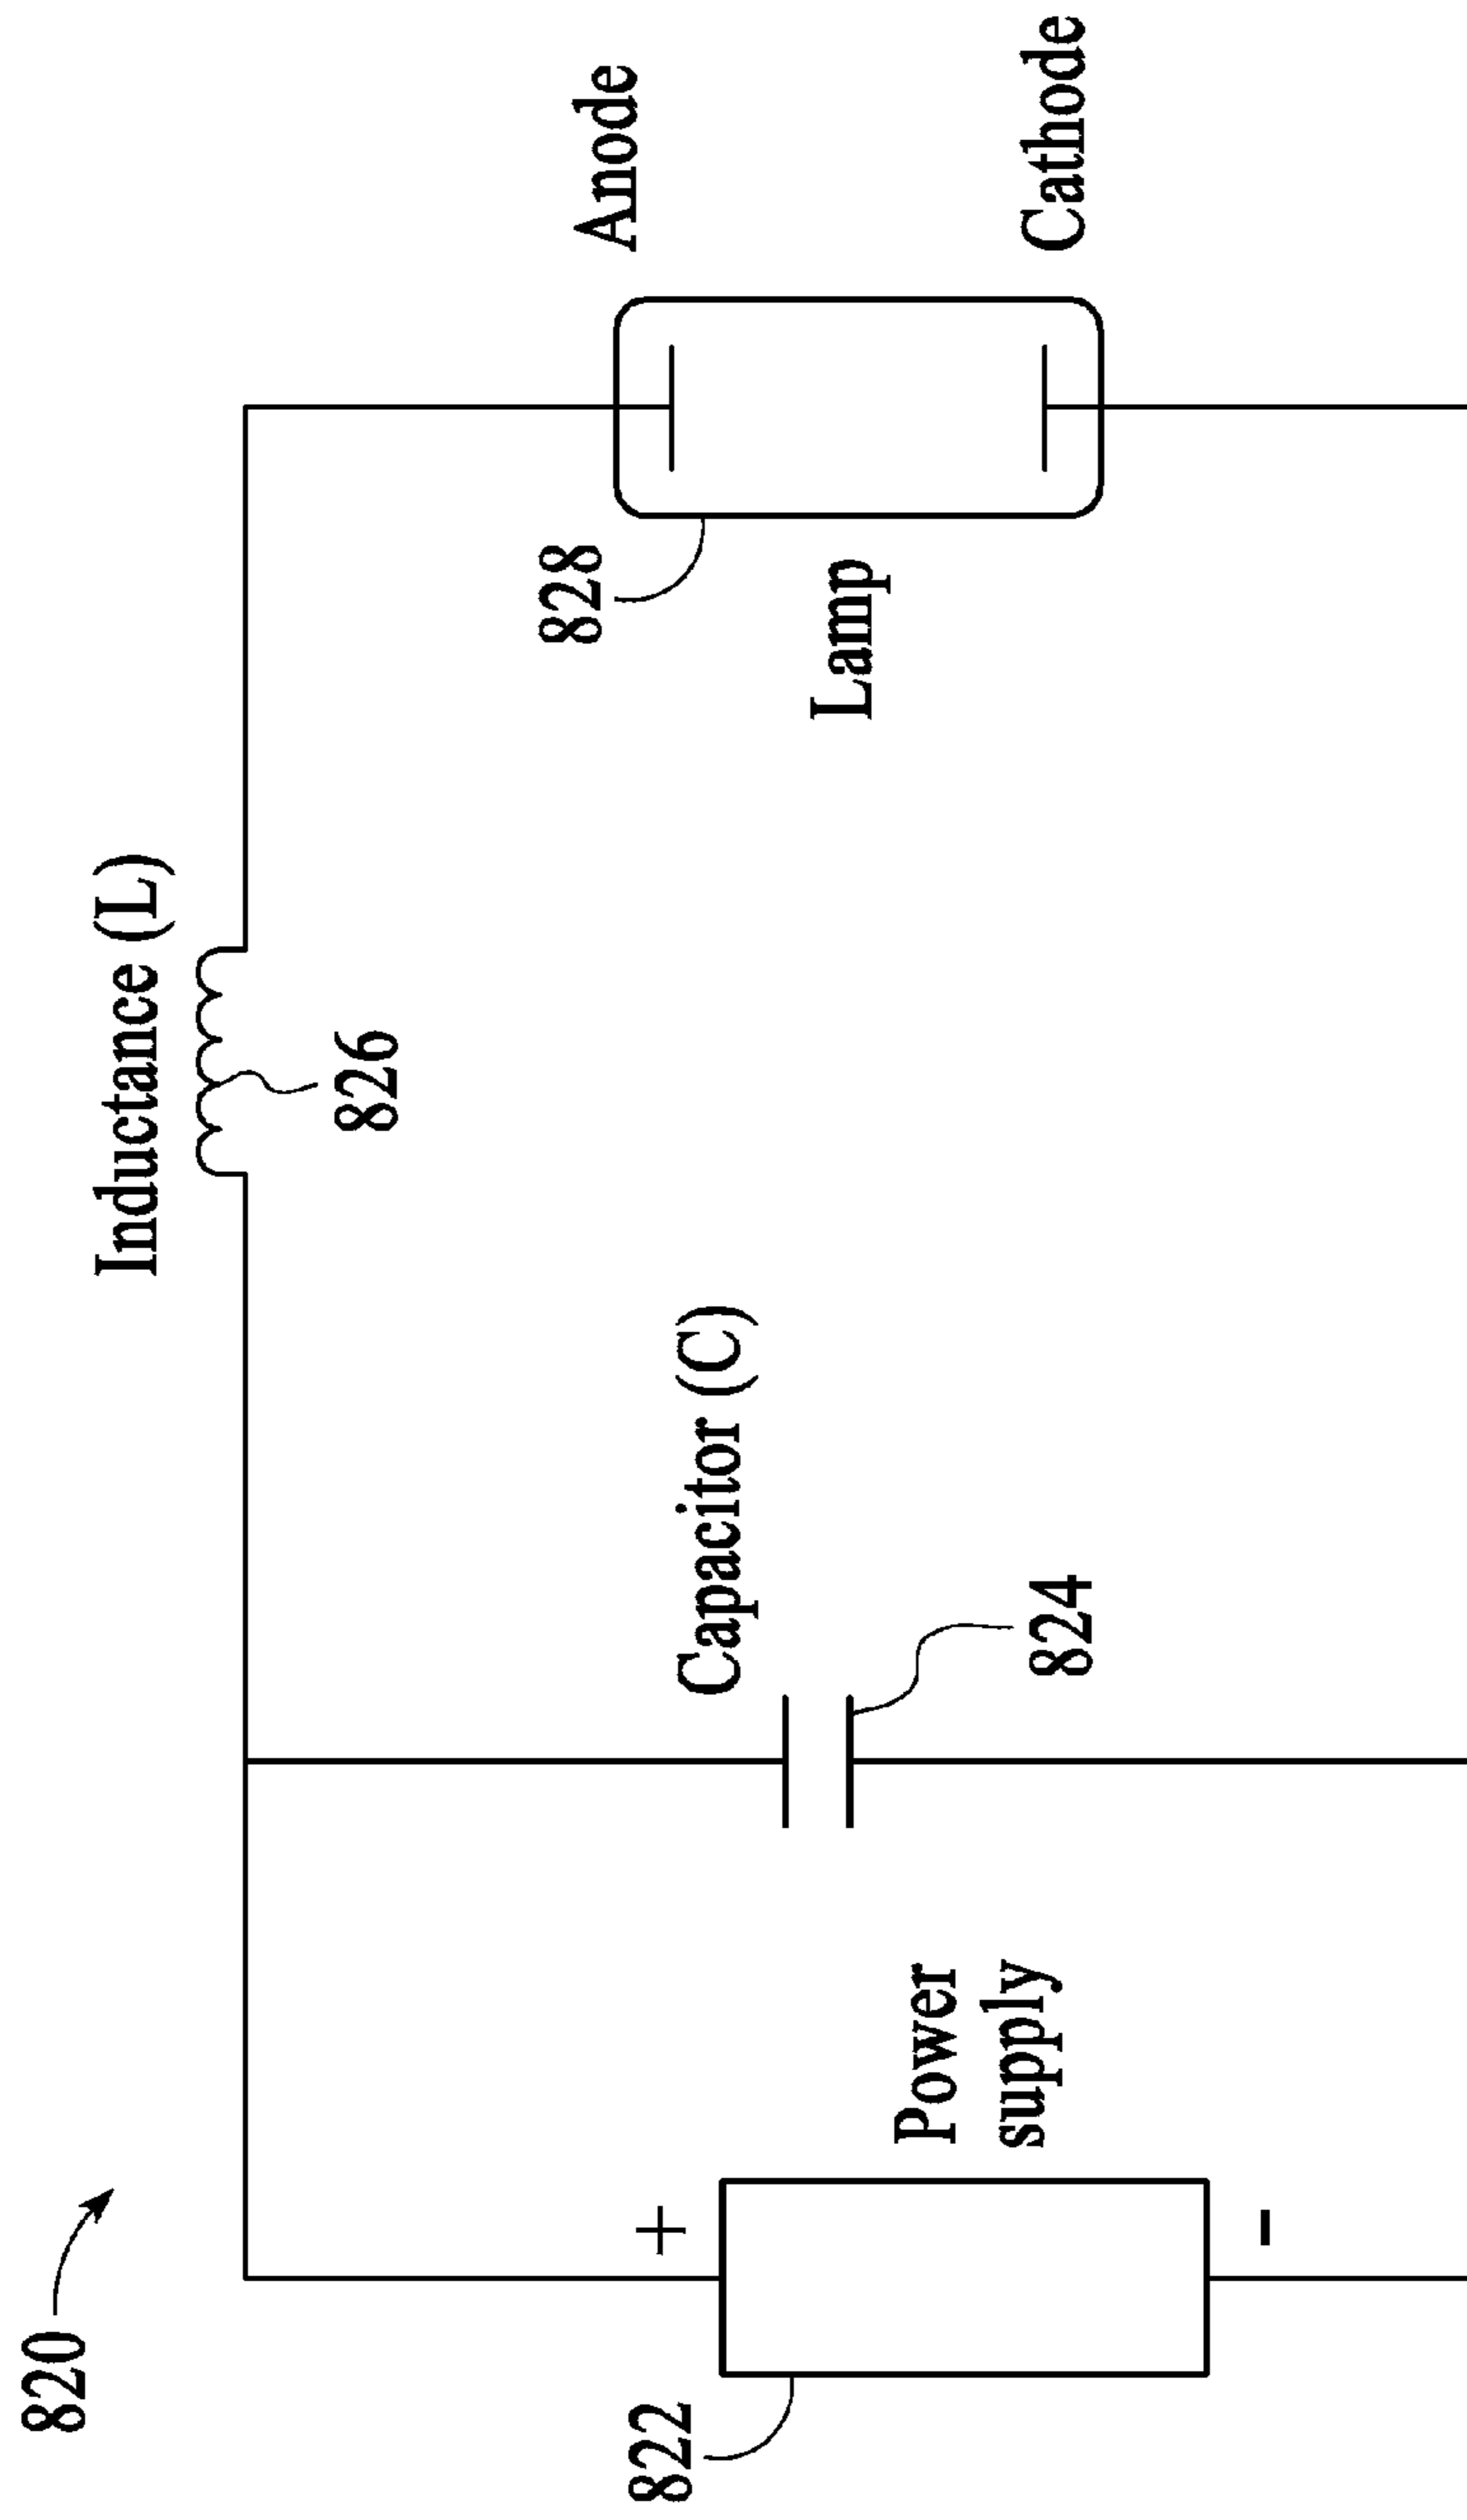 820
Inductance (L)
826
822
+
Power
supply
-
Capacitor (C)
824
828
Lamp
Anode
Cathode